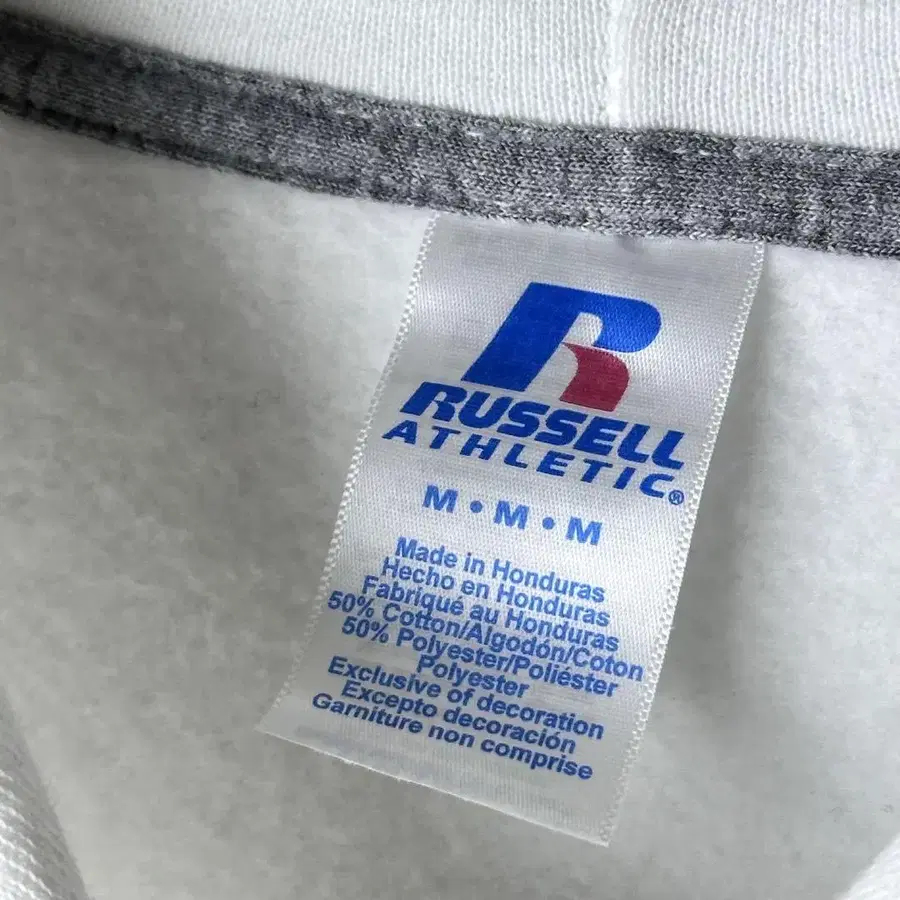 R
RUSSELL
ATHLETIC®
M • M • M
Made in Honduras
Hecho en Honduras
Fabriqué au Honduras
50% Cotton/Algodón/Coton
50% Polyester/Poliéster
Polyester
Exclusive of decoration
Excepto decoración
Garniture non comprise